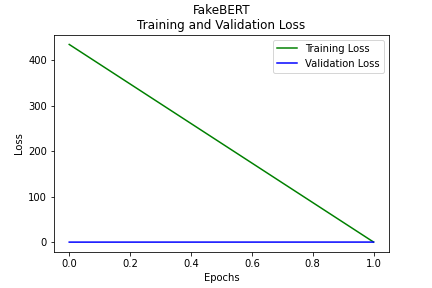 FakeBERT
Training and Validation Loss
Training Loss
Validation Loss
400
300
200
100
0
Loss
0.0 0.2 0.4 0.6 0.8 1.0
Epochs